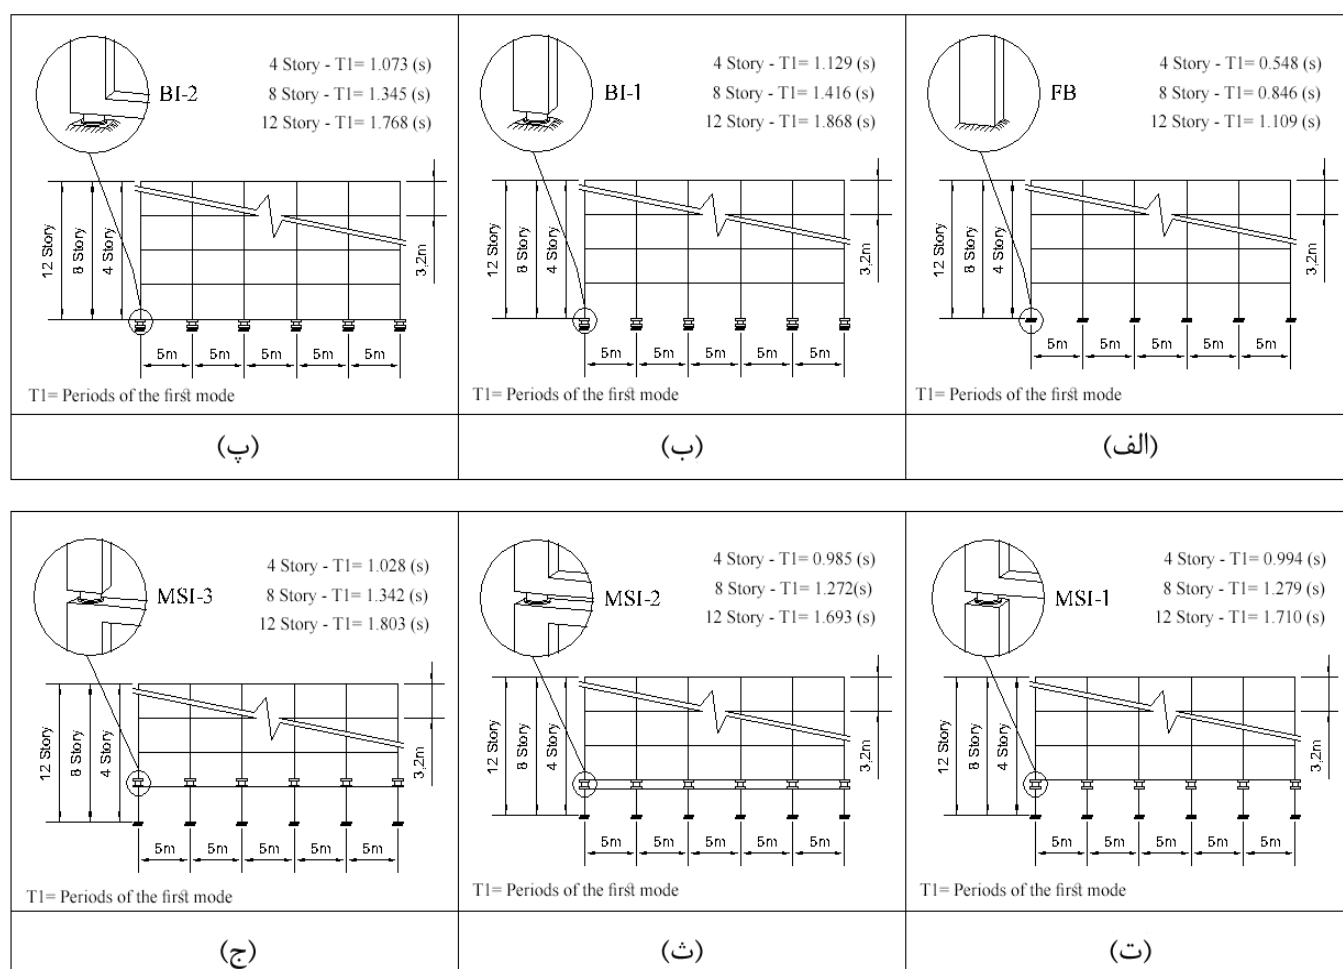 FB
4 Story - T1= 0.548 (s)
8 Story - T1= 0.846 (s)
12 Story - T1= 1.109 (s)
12 Story
8 Story
4 Story
3,2m
5m 5m 5m 5m 5m
T1= Periods of the first mode
(الف)
BI-1
4 Story - T1= 1.129 (s)
8 Story - T1= 1.416 (s)
12 Story - T1= 1.868 (s)
12 Story
8 Story
4 Story
3,2m
5m 5m 5m 5m 5m
T1= Periods of the first mode
(ب)
BI-2
4 Story - T1= 1.073 (s)
8 Story - T1= 1.345 (s)
12 Story - T1= 1.768 (s)
12 Story
8 Story
4 Story
3,2m
5m 5m 5m 5m 5m
T1= Periods of the first mode
(پ)
MSI-1
4 Story - T1= 0.994 (s)
8 Story - T1= 1.279 (s)
12 Story - T1= 1.710 (s)
12 Story
8 Story
4 Story
3,2m
5m 5m 5m 5m 5m
T1= Periods of the first mode
(ت)
MSI-2
4 Story - T1= 0.985 (s)
8 Story - T1= 1.272(s)
12 Story - T1= 1.693 (s)
12 Story
8 Story
4 Story
3,2m
5m 5m 5m 5m 5m
T1= Periods of the first mode
(ث)
MSI-3
4 Story - T1= 1.028 (s)
8 Story - T1= 1.342 (s)
12 Story - T1= 1.803 (s)
12 Story
8 Story
4 Story
3,2m
5m 5m 5m 5m 5m
T1= Periods of the first mode
(ج)